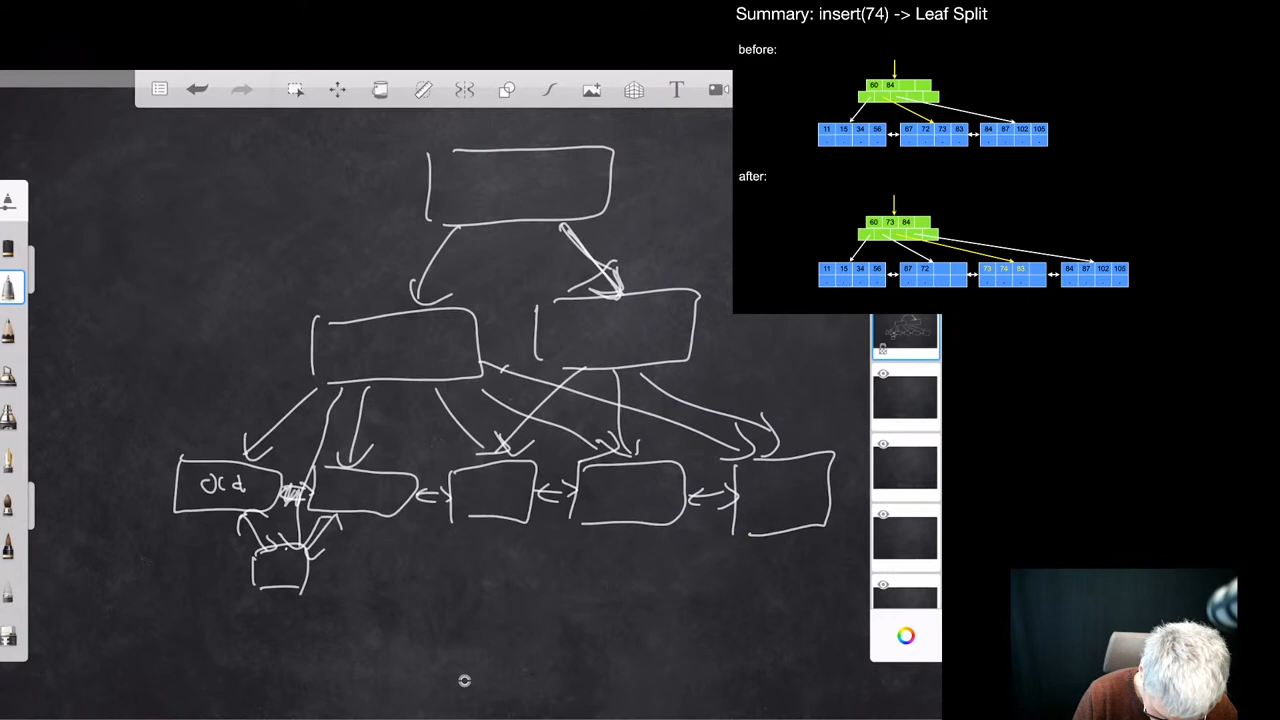 Summary: insert(74) -> Leaf Split
before:
60 84
11 15 34 56 67 72 73 83 84 87 102 105
after:
60 73 84
11 15 34 56 67 72 73 74 83 84 87 102 105
T